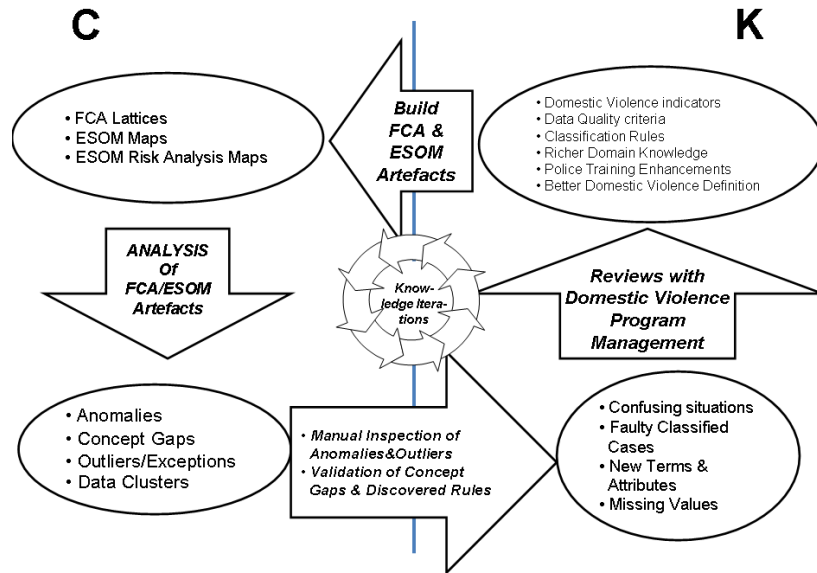 C
K
• FCA Lattices
• ESOM Maps
• ESOM Risk Analysis Maps
Build
FCA &
ESOM
Artefacts
• Domestic Violence indicators
• Data Quality criteria
• Classification Rules
• Richer Domain Knowledge
• Police Training Enhancements
• Better Domestic Violence Definition
ANALYSIS
Of
FCA/ESOM
Artefacts
Know-
ledge Itera-
tions
Reviews with
Domestic Violence
Program
Management
• Anomalies
• Concept Gaps
• Outliers/Exceptions
• Data Clusters
• Manual Inspection of
Anomalies&Outliers
• Validation of Concept
Gaps & Discovered Rules
• Confusing situations
• Faulty Classified
Cases
• New Terms &
Attributes
• Missing Values